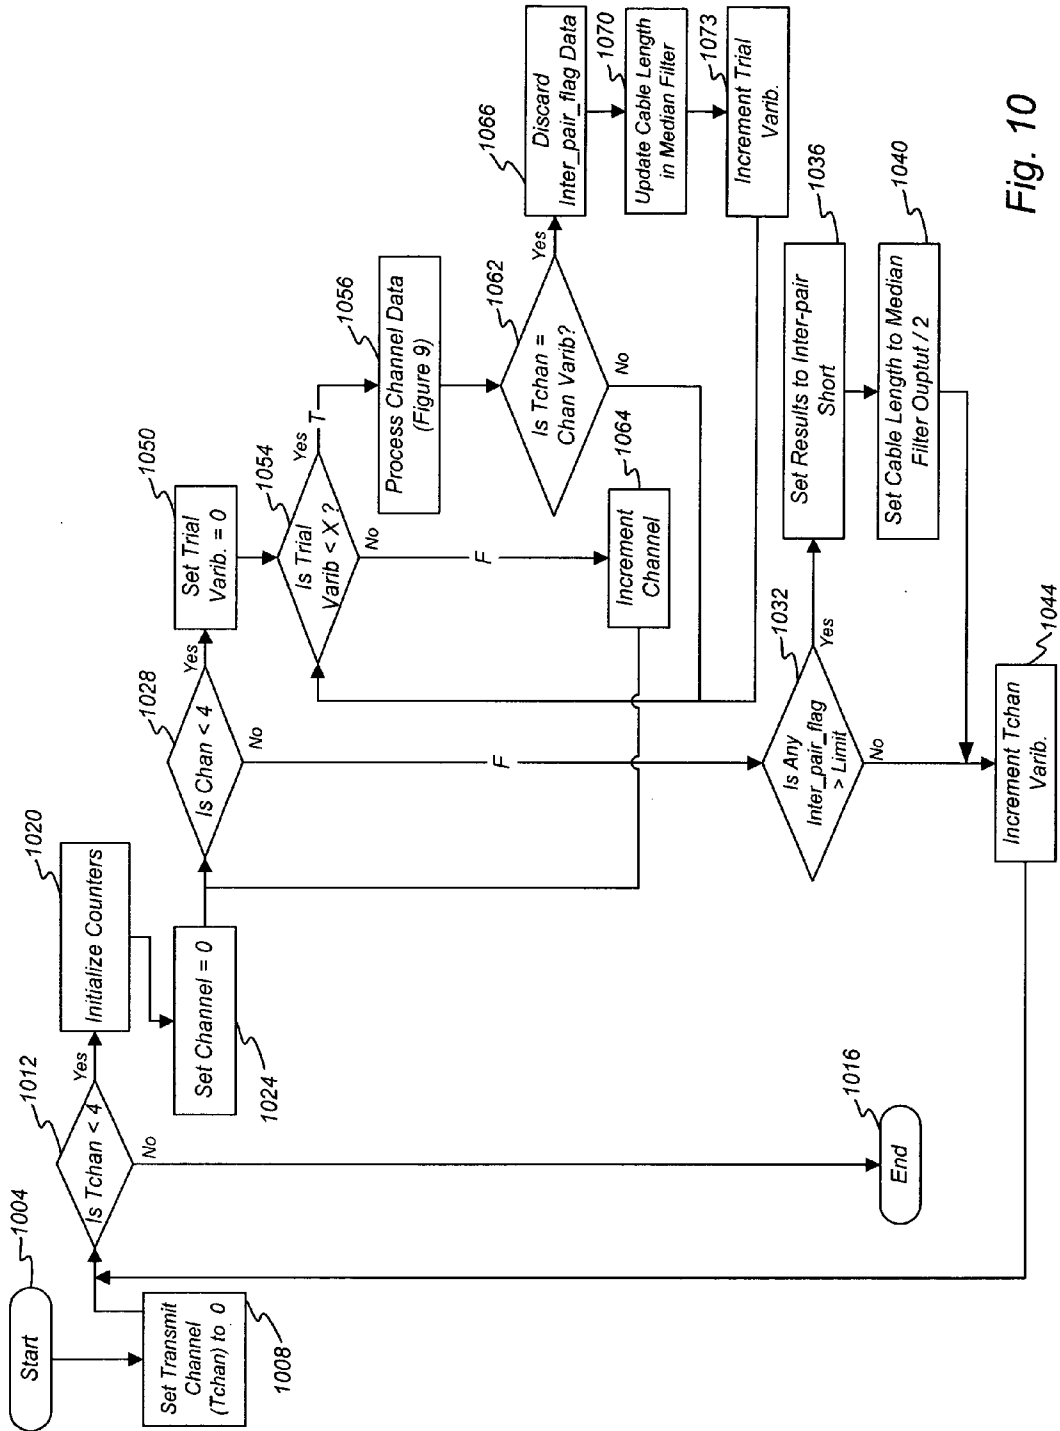 Start
1004
Set Transmit
Channel
(Tchan) to 0
1008
Is Tchan < 4
1012
Yes
No
End
1016
Initialize Counters
1020
Set Channel = 0
1024
Is Chan < 4
1028
Yes
No
F
Set Trial
Varib. = 0
1050
Is Trial
Varib < X ?
1054
Yes
T
No
F
Process Channel Data
(Figure 9)
1056
Is Tchan =
Chan Varib?
1062
Yes
No
Increment
Channel
1064
Discard
Inter_pair_flag Data
1066
Update Cable Length
in Median Filter
1070
Increment Trial
Varib.
1073
Is Any
Inter_pair_flag
> Limit
1032
Yes
No
Set Results to Inter-pair
Short
1036
Set Cable Length to Median
Filter Ouptut / 2
1040
Increment Tchan
Varib.
1044
Fig. 10